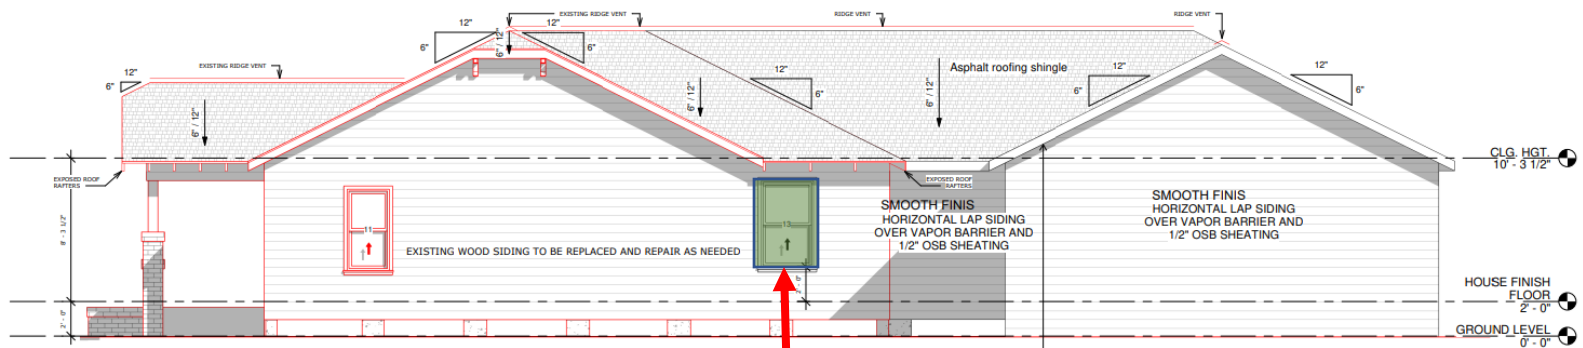 EXISTING RIDGE VENT
RIDGE VENT
RIDGE VENT
12"
6"
12"
6"
6" / 12"
EXISTING RIDGE VENT
12"
6"
6" / 12"
12"
6"
6" / 12"
Asphalt roofing shingle
6" / 12"
12"
6"
12"
6"
CLG. HGT.
10' - 3 1/2"
EXPOSED ROOF
RAFTERS
EXPOSED ROOF
RAFTERS
8' - 3 1/2"
11
13
EXISTING WOOD SIDING TO BE REPLACED AND REPAIR AS NEEDED
SMOOTH FINIS
HORIZONTAL LAP SIDING
OVER VAPOR BARRIER AND
1/2" OSB SHEATING
SMOOTH FINIS
HORIZONTAL LAP SIDING
OVER VAPOR BARRIER AND
1/2" OSB SHEATING
2' - 0"
HOUSE FINISH
FLOOR
2' - 0"
2' - 0"
GROUND LEVEL
0' - 0"